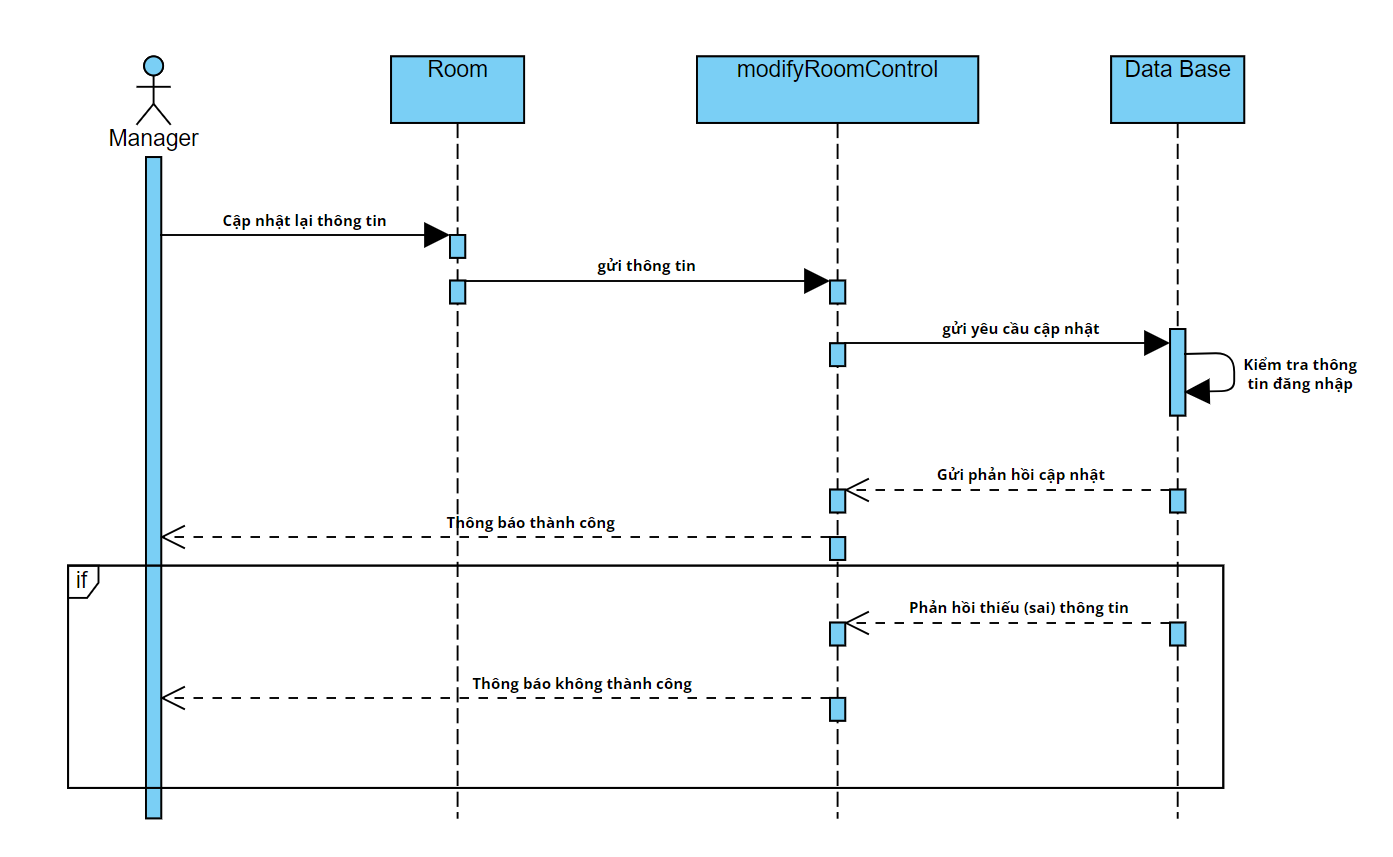 Room
modifyRoomControl
Data Base
Manager
Cập nhật lại thông tin
gửi thông tin
gửi yêu cầu cập nhật
Kiểm tra thông
tin đăng nhập
Gửi phản hồi cập nhật
Thông báo thành công
if
Phản hồi thiếu (sai) thông tin
Thông báo không thành công